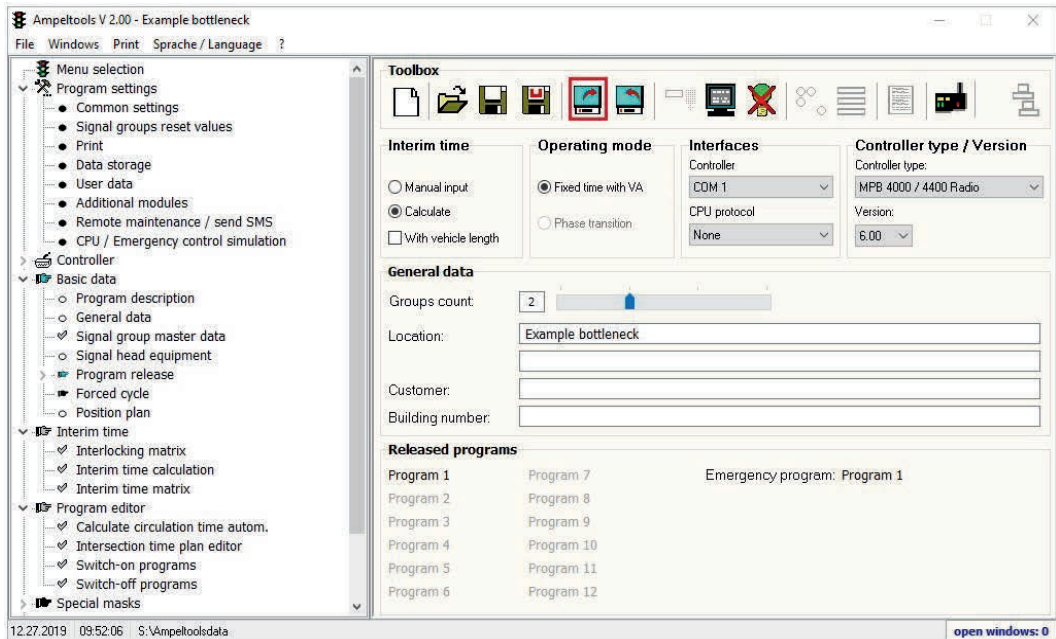 Ampeltools V 2.00 - Example bottleneck
File Windows Print Sprache / Language ?
Menu selection
Program settings
Common settings
Signal groups reset values
Print
Data storage
User data
Additional modules
Remote maintenance / send SMS
CPU / Emergency control simulation
Controller
Basic data
Program description
General data
Signal group master data
Signal head equipment
Program release
Forced cycle
Position plan
Interim time
Interlocking matrix
Interim time calculation
Interim time matrix
Program editor
Calculate circulation time autom.
Intersection time plan editor
Switch-on programs
Switch-off programs
Special masks
Toolbox
Interim time
Manual input
Calculate
With vehicle length
Operating mode
Fixed time with VA
Phase transition
Interfaces
Controller
COM 1
CPU protocol
None
Controller type / Version
Controller type:
MPB 4000 / 4400 Radio
Version:
6.00
General data
Groups count: 2
Location: Example bottleneck
Customer:
Building number:
Released programs
Program 1 Program 7 Emergency program: Program 1
Program 2 Program 8
Program 3 Program 9
Program 4 Program 10
Program 5 Program 11
Program 6 Program 12
12.27.2019 09:52:06 S:\Ampeltoolsdata open windows: 0